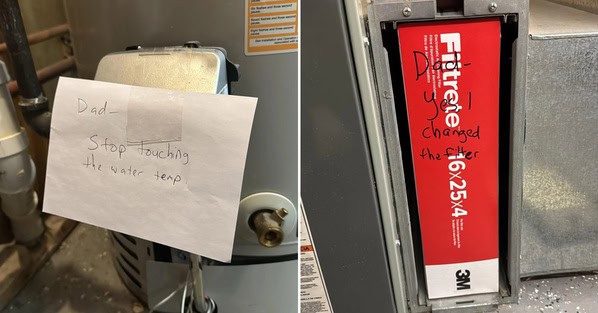 Dad-
Stop touching
the water temp.
Filtrete
Dad-
Yes I
changed
the filter
16x25x4
3M